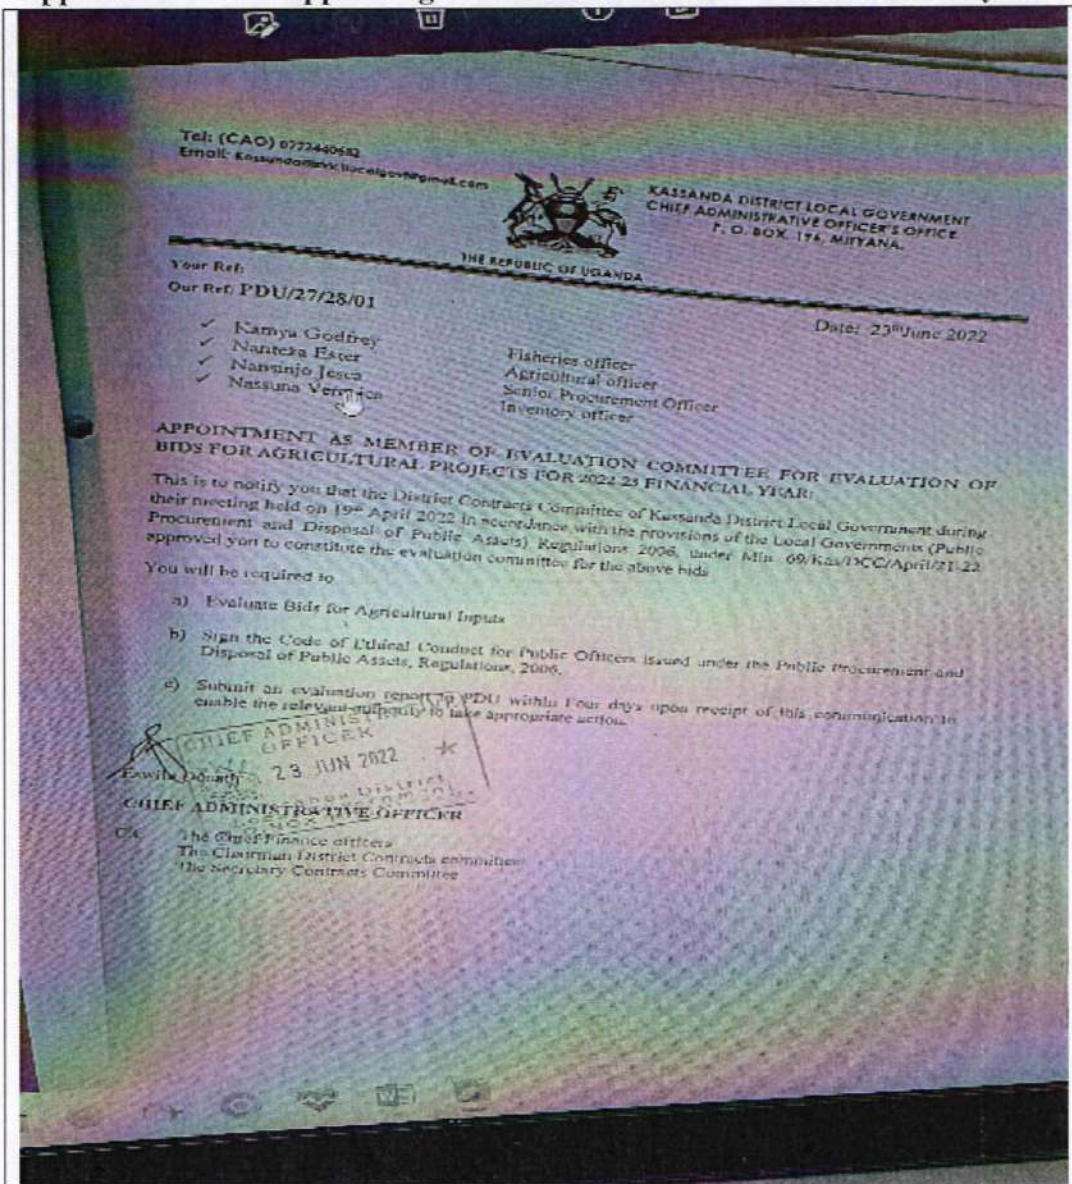 Tel: (CAO) 0772440682
Email:
KASSANDA DISTRICT LOCAL GOVERNMENT
CHIEF ADMINISTRATIVE OFFICER'S OFFICE
P. O. BOX, 196, MITYANA.
THE REPUBLIC OF UGANDA
Your Ref:
Our Ref: PDU/27/28/01
Date: 23rd June 2022
✓ Kamya Godfrey Fisheries officer
✓ Nanteza Ester Agricultural officer
✓ Nansinjo Jesca Senior Procurement Officer
✓ Nassuna Veronica Inventory officer
APPOINTMENT AS MEMBER OF EVALUATION COMMITTEE FOR EVALUATION OF
BIDS FOR AGRICULTURAL PROJECTS FOR 2022-23 FINANCIAL YEAR:
This is to notify you that the District Contracts Committee of Kassanda District Local Government during
their meeting held on 19th April 2022 in accordance with the provisions of the Local Governments (Public
Procurement and Disposal of Public Assets) Regulations 2006, under Min. 69/Kas/DCC/April/21-22
approved you to constitute the evaluation committee for the above bids
You will be required to
a) Evaluate Bids for Agricultural Inputs
b) Sign the Code of Ethical Conduct for Public Officers issued under the Public Procurement and
Disposal of Public Assets, Regulations, 2006.
c) Submit an evaluation report to PDU within Four days upon receipt of this communication to
enable the relevant authority to take appropriate action.
CHIEF ADMINIST
OFFICER
23 JUN 2022
District
CHIEF ADMINISTRATIVE OFFICER
C.c. The Chief Finance officers
The Chairman District Contracts committee
The Secretary Contracts Committee